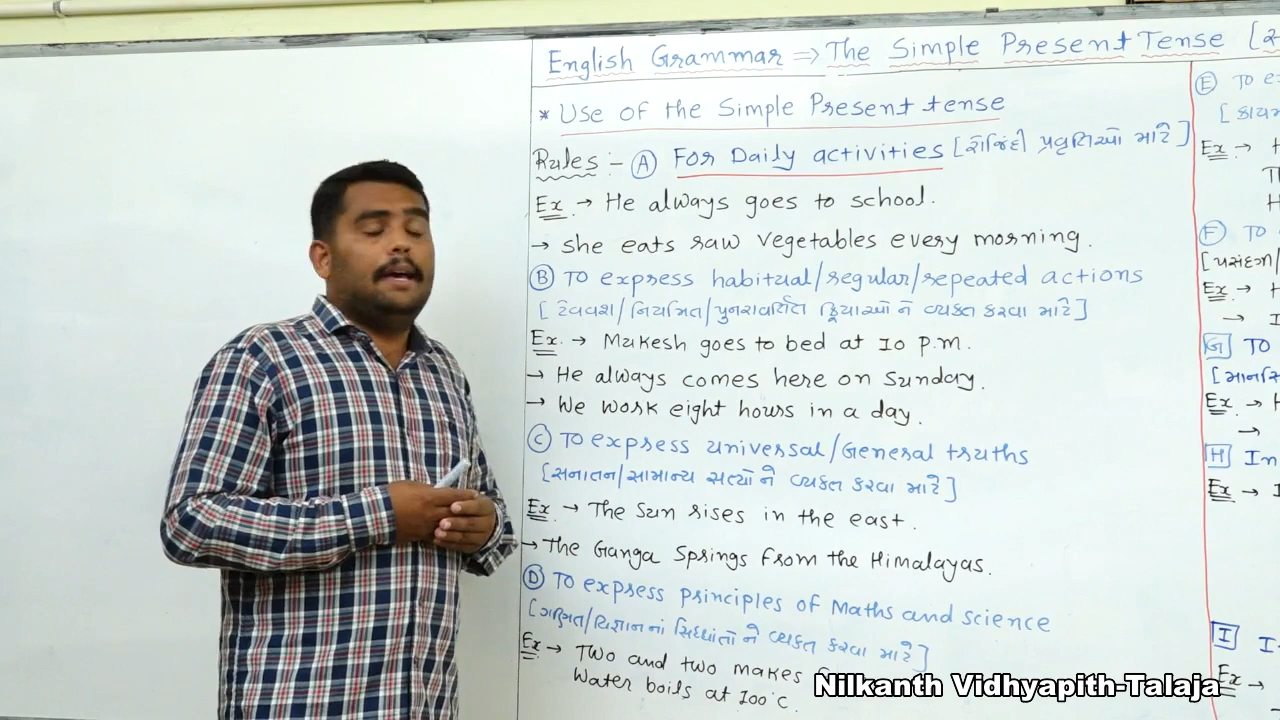 English Grammar ⇒ The Simple Present Tense [
* Use of the Simple Present tense
Rules :- Ⓐ For Daily activities [રોજિંદી પ્રવૃતિઓ માટે]
Ex. → He always goes to school.
→ She eats raw vegetables every morning.
Ⓑ To express habitual/regular/repeated actions
[ટેવવશ/નિયમિત/પુનરાવર્તિત ક્રિયાઓ ને વ્યક્ત કરવા માટે]
Ex. → Mukesh goes to bed at 10 p.m.
→ He always comes here on Sunday.
→ We work eight hours in a day.
Ⓒ To express universal/General truths
[સનાતન/સામાન્ય સત્યો ને વ્યક્ત કરવા માટે]
Ex → The Sun rises in the east.
→ The Ganga Springs from the Himalayas.
Ⓓ To express principles of Maths and science
[ગણિત/વિજ્ઞાન નાં સિદ્ધાંતો ને વ્યક્ત કરવા માટે]
Ex → Two and two makes
Water boils at 100°C.
Ⓔ To
Ex →
Ⓕ To
Ex →
→
G To
Ex. →
→
H In
Ex →
I
Ex →
Nilkanth Vidhyapith-Talaja